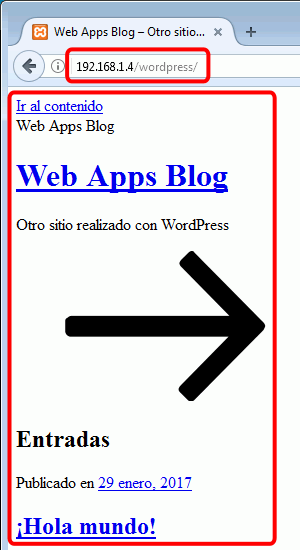 Web Apps Blog – Otro sitio...
192.168.1.4/wordpress/
Ir al contenido
Web Apps Blog
Web Apps Blog
Otro sitio realizado con WordPress
Entradas
Publicado en 29 enero, 2017
¡Hola mundo!